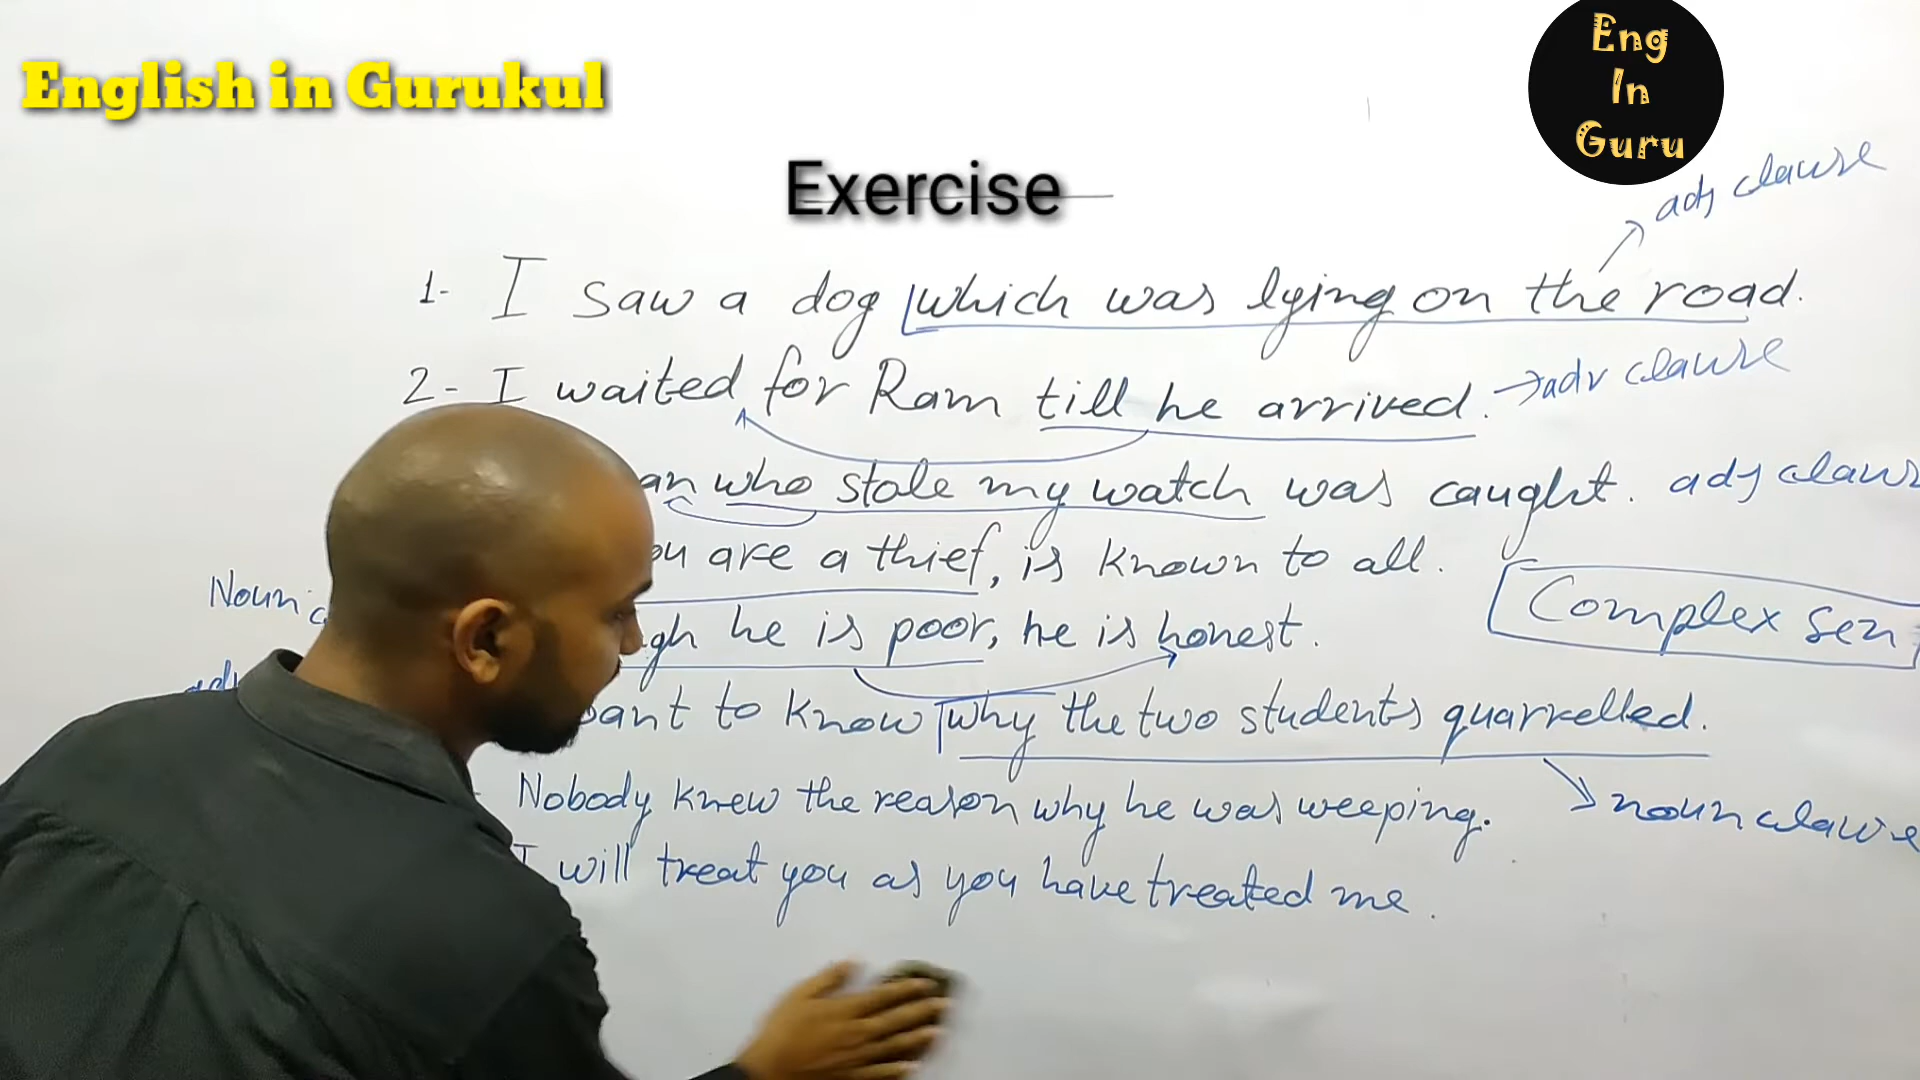 English in Gurukul
Eng
In
Guru
Exercise
adj clause
1- I saw a dog which was lying on the road.
2- I waited for Ram till he arrived. → adv clause
who stole my watch was caught. adj claus
are a thief, is known to all.
Noun
Complex sen
he is poor, he is honest.
to know why the two students quarrelled.
Nobody knew the reason why he was weeping.
noun clause
I will treat you as you have treated me.